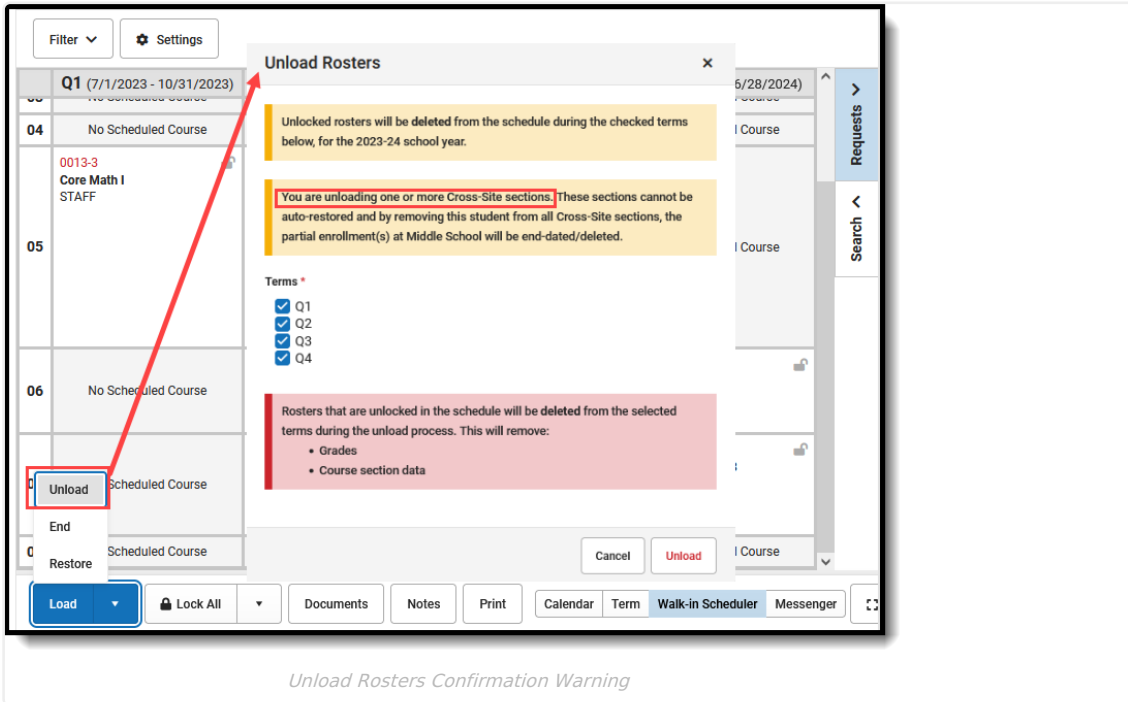 Filter
Settings
Q1 (7/1/2023 - 10/31/2023)
6/28/2024)
No Scheduled Course
04
No Scheduled Course
l Course
0013-3
Core Math I
STAFF
05
l Course
06
No Scheduled Course
Scheduled Course
Scheduled Course
l Course
Requests
Search
Unload Rosters
×
Unlocked rosters will be deleted from the schedule during the checked terms
below, for the 2023-24 school year.
You are unloading one or more Cross-Site sections. These sections cannot be
auto-restored and by removing this student from all Cross-Site sections, the
partial enrollment(s) at Middle School will be end-dated/deleted.
Terms *
Q1
Q2
Q3
Q4
Rosters that are unlocked in the schedule will be deleted from the selected
terms during the unload process. This will remove:
• Grades
• Course section data
Cancel
Unload
Unload
End
Restore
Load
Lock All
Documents
Notes
Print
Calendar
Term
Walk-in Scheduler
Messenger
Unload Rosters Confirmation Warning